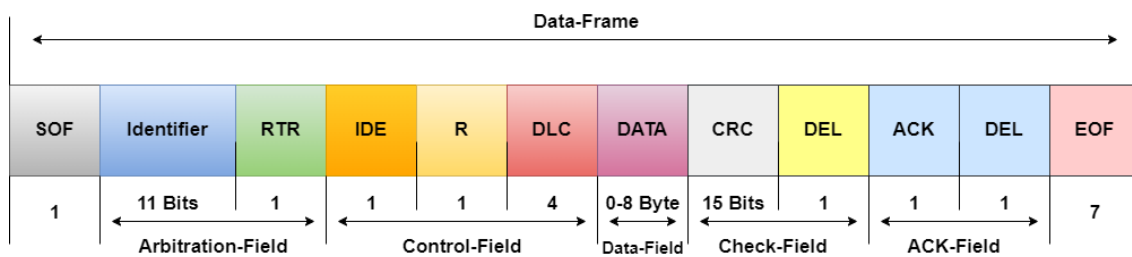 Data-Frame
SOF Identifier RTR IDE R DLC DATA CRC DEL ACK DEL EOF
1 11 Bits 1 1 1 4 0-8 Byte 15 Bits 1 1 1 7
Arbitration-Field Control-Field Data-Field Check-Field ACK-Field